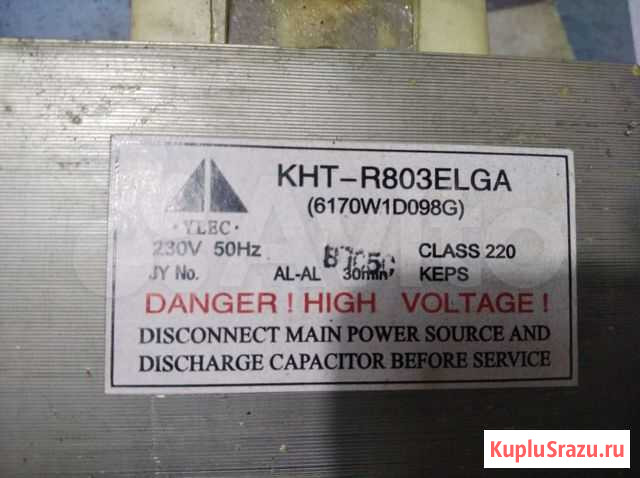 KHT-R803ELGA
(6170W1D098G)
· YLEC ·
230V 50Hz CLASS 220
JY No. AL-AL 30min KEPS
DANGER ! HIGH VOLTAGE !
DISCONNECT MAIN POWER SOURCE AND
DISCHARGE CAPACITOR BEFORE SERVICE
Avito
KupluSrazu.ru